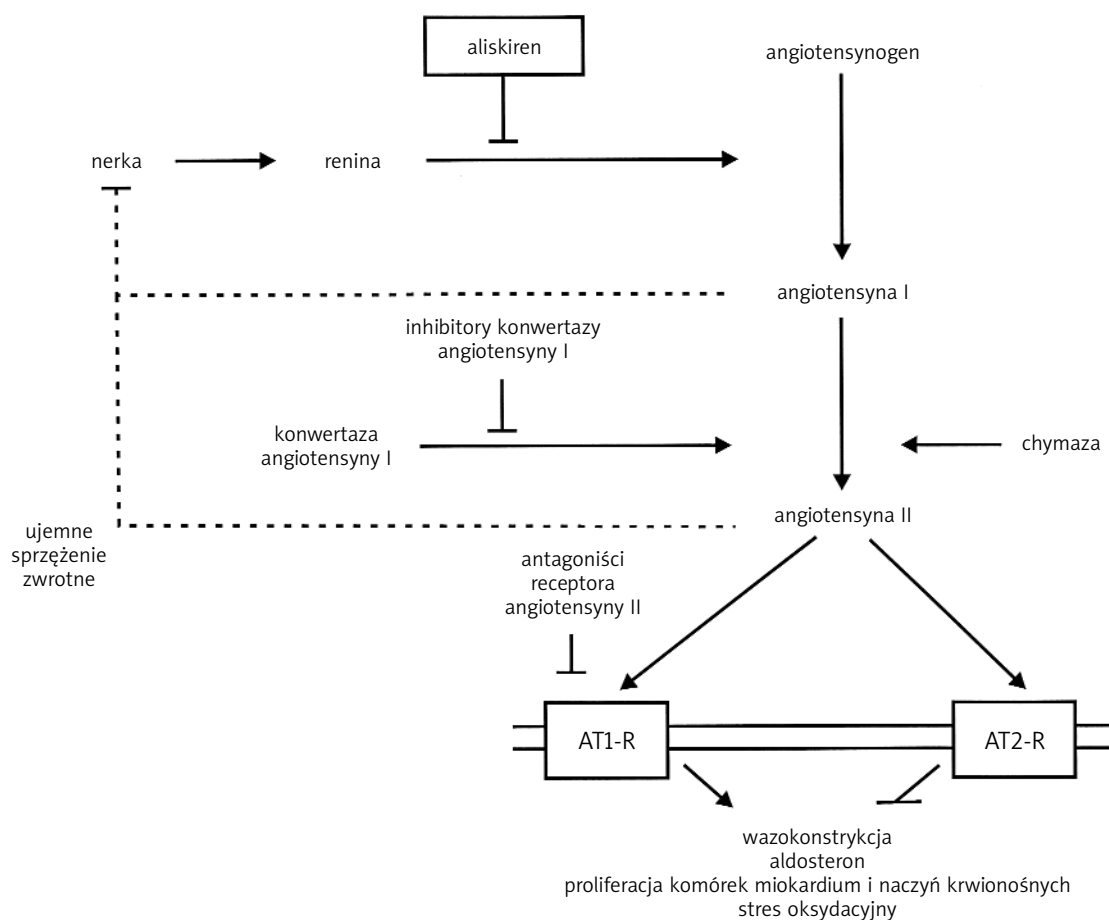 aliskiren
angiotensynogen
nerka
renina
angiotensyna I
inhibitory konwertazy
angiotensyny I
konwertaza
angiotensyny I
chymaza
angiotensyna II
ujemne
sprzężenie
zwrotne
antagoniści
receptora
angiotensyny II
AT1-R
AT2-R
wazokonstrykcja
aldosteron
proliferacja komórek miokardium i naczyń krwionośnych
stres oksydacyjny